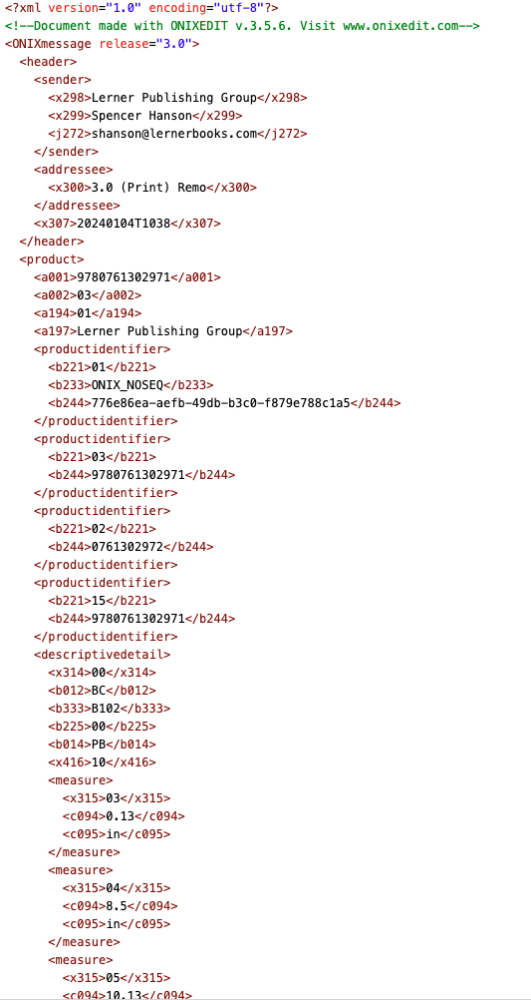 <?xml version="1.0" encoding="utf-8"?>
<!--Document made with ONIXEDIT v.3.5.6. Visit www.onixedit.com-->
<ONIXmessage release="3.0">
<header>
<sender>
<x298>Lerner Publishing Group</x298>
<x299>Spencer Hanson</x299>
<j272>shanson@lernerbooks.com</j272>
</sender>
<addressee>
<x300>3.0 (Print) Remo</x300>
</addressee>
<x307>20240104T1038</x307>
</header>
<product>
<a001>9780761302971</a001>
<a002>03</a002>
<a194>01</a194>
<a197>Lerner Publishing Group</a197>
<productidentifier>
<b221>01</b221>
<b233>ONIX_NOSEQ</b233>
<b244>776e86ea-aefb-49db-b3c0-f879e788c1a5</b244>
</productidentifier>
<productidentifier>
<b221>03</b221>
<b244>9780761302971</b244>
</productidentifier>
<productidentifier>
<b221>02</b221>
<b244>0761302972</b244>
</productidentifier>
<productidentifier>
<b221>15</b221>
<b244>9780761302971</b244>
</productidentifier>
<descriptivedetail>
<x314>00</x314>
<b012>BC</b012>
<b333>B102</b333>
<b225>00</b225>
<b014>PB</b014>
<x416>10</x416>
<measure>
<x315>03</x315>
<c094>0.13</c094>
<c095>in</c095>
</measure>
<measure>
<x315>04</x315>
<c094>8.5</c094>
<c095>in</c095>
</measure>
<measure>
<x315>05</x315>
<c094>10.13</c094>